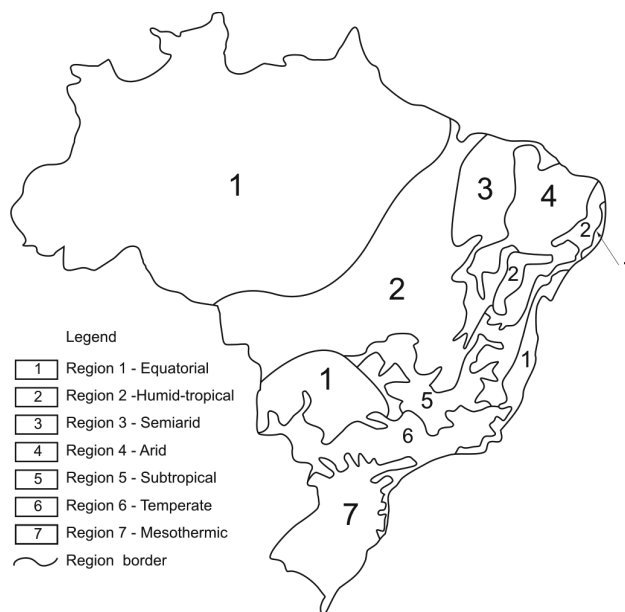 1
3
4
2
2
2
1
1
5
6
7
Legend
1 Region 1 - Equatorial
2 Region 2 -Humid-tropical
3 Region 3 - Semiarid
4 Region 4 - Arid
5 Region 5 - Subtropical
6 Region 6 - Temperate
7 Region 7 - Mesothermic
Region border